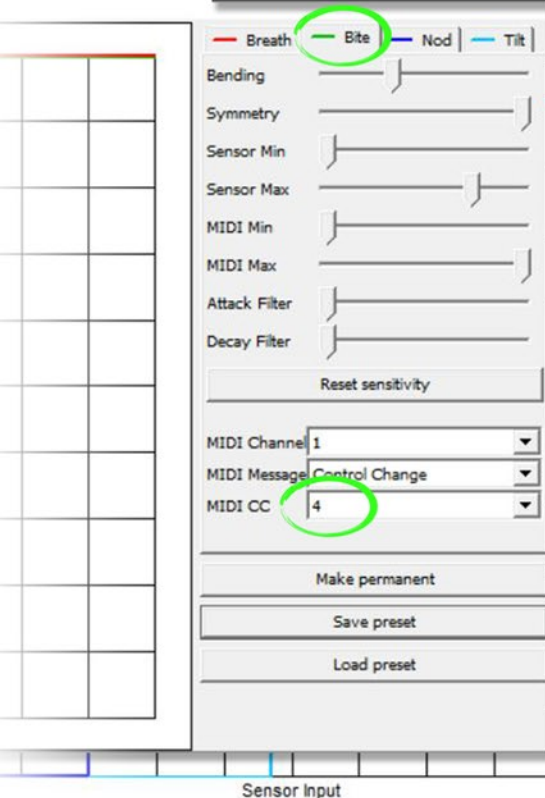 Breath Bite Nod Tilt
Bending
Symmetry
Sensor Min
Sensor Max
MIDI Min
MIDI Max
Attack Filter
Decay Filter
Reset sensitivity
MIDI Channel 1
MIDI Message Control Change
MIDI CC 4
Make permanent
Save preset
Load preset
Sensor Input